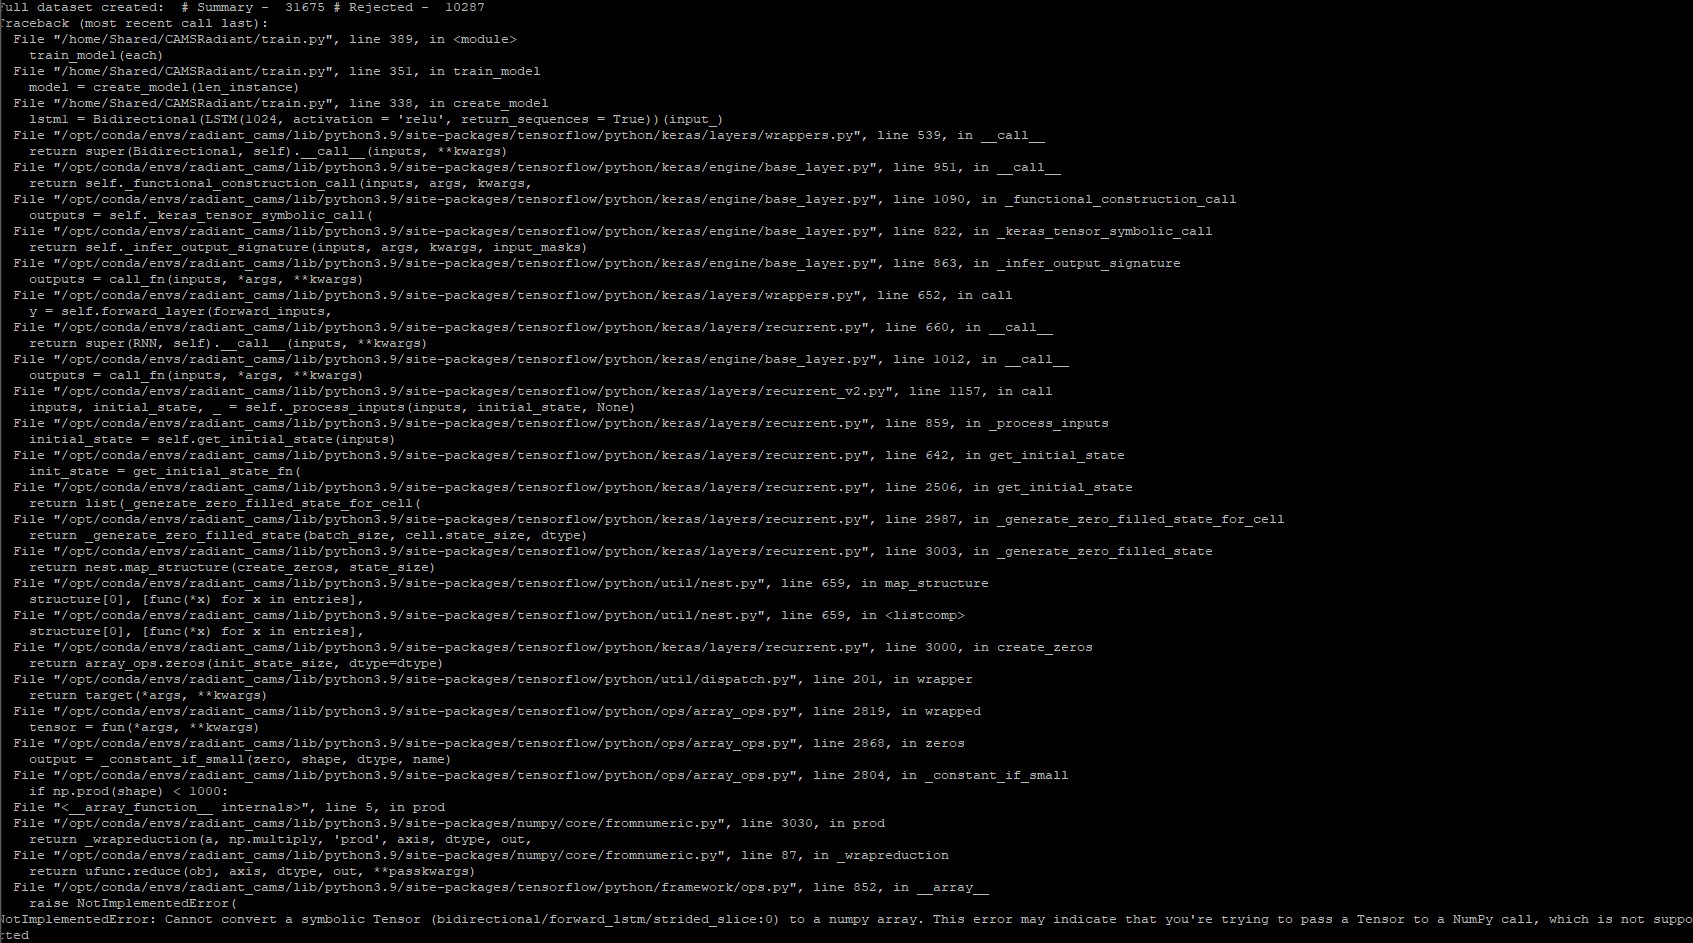 Full dataset created:  # Summary -  31675 # Rejected -  10287
Traceback (most recent call last):
  File "/home/Shared/CAMSRadiant/train.py", line 389, in <module>
    train_model(each)
  File "/home/Shared/CAMSRadiant/train.py", line 351, in train_model
    model = create_model(len_instance)
  File "/home/Shared/CAMSRadiant/train.py", line 338, in create_model
    lstm1 = Bidirectional(LSTM(1024, activation = 'relu', return_sequences = True))(input_)
  File "/opt/conda/envs/radiant_cams/lib/python3.9/site-packages/tensorflow/python/keras/layers/wrappers.py", line 539, in __call__
    return super(Bidirectional, self).__call__(inputs, **kwargs)
  File "/opt/conda/envs/radiant_cams/lib/python3.9/site-packages/tensorflow/python/keras/engine/base_layer.py", line 951, in __call__
    return self._functional_construction_call(inputs, args, kwargs,
  File "/opt/conda/envs/radiant_cams/lib/python3.9/site-packages/tensorflow/python/keras/engine/base_layer.py", line 1090, in _functional_construction_call
    outputs = self._keras_tensor_symbolic_call(
  File "/opt/conda/envs/radiant_cams/lib/python3.9/site-packages/tensorflow/python/keras/engine/base_layer.py", line 822, in _keras_tensor_symbolic_call
    return self._infer_output_signature(inputs, args, kwargs, input_masks)
  File "/opt/conda/envs/radiant_cams/lib/python3.9/site-packages/tensorflow/python/keras/engine/base_layer.py", line 863, in _infer_output_signature
    outputs = call_fn(inputs, *args, **kwargs)
  File "/opt/conda/envs/radiant_cams/lib/python3.9/site-packages/tensorflow/python/keras/layers/wrappers.py", line 652, in call
    y = self.forward_layer(forward_inputs,
  File "/opt/conda/envs/radiant_cams/lib/python3.9/site-packages/tensorflow/python/keras/layers/recurrent.py", line 660, in __call__
    return super(RNN, self).__call__(inputs, **kwargs)
  File "/opt/conda/envs/radiant_cams/lib/python3.9/site-packages/tensorflow/python/keras/engine/base_layer.py", line 1012, in __call__
    outputs = call_fn(inputs, *args, **kwargs)
  File "/opt/conda/envs/radiant_cams/lib/python3.9/site-packages/tensorflow/python/keras/layers/recurrent_v2.py", line 1157, in call
    inputs, initial_state, _ = self._process_inputs(inputs, initial_state, None)
  File "/opt/conda/envs/radiant_cams/lib/python3.9/site-packages/tensorflow/python/keras/layers/recurrent.py", line 859, in _process_inputs
    initial_state = self.get_initial_state(inputs)
  File "/opt/conda/envs/radiant_cams/lib/python3.9/site-packages/tensorflow/python/keras/layers/recurrent.py", line 642, in get_initial_state
    init_state = get_initial_state_fn(
  File "/opt/conda/envs/radiant_cams/lib/python3.9/site-packages/tensorflow/python/keras/layers/recurrent.py", line 2506, in get_initial_state
    return list(_generate_zero_filled_state_for_cell(
  File "/opt/conda/envs/radiant_cams/lib/python3.9/site-packages/tensorflow/python/keras/layers/recurrent.py", line 2987, in _generate_zero_filled_state_for_cell
    return _generate_zero_filled_state(batch_size, cell.state_size, dtype)
  File "/opt/conda/envs/radiant_cams/lib/python3.9/site-packages/tensorflow/python/keras/layers/recurrent.py", line 3003, in _generate_zero_filled_state
    return nest.map_structure(create_zeros, state_size)
  File "/opt/conda/envs/radiant_cams/lib/python3.9/site-packages/tensorflow/python/util/nest.py", line 659, in map_structure
    structure[0], [func(*x) for x in entries],
  File "/opt/conda/envs/radiant_cams/lib/python3.9/site-packages/tensorflow/python/util/nest.py", line 659, in <listcomp>
    structure[0], [func(*x) for x in entries],
  File "/opt/conda/envs/radiant_cams/lib/python3.9/site-packages/tensorflow/python/keras/layers/recurrent.py", line 3000, in create_zeros
    return array_ops.zeros(init_state_size, dtype=dtype)
  File "/opt/conda/envs/radiant_cams/lib/python3.9/site-packages/tensorflow/python/util/dispatch.py", line 201, in wrapper
    return target(*args, **kwargs)
  File "/opt/conda/envs/radiant_cams/lib/python3.9/site-packages/tensorflow/python/ops/array_ops.py", line 2819, in wrapped
    tensor = fun(*args, **kwargs)
  File "/opt/conda/envs/radiant_cams/lib/python3.9/site-packages/tensorflow/python/ops/array_ops.py", line 2868, in zeros
    output = _constant_if_small(zero, shape, dtype, name)
  File "/opt/conda/envs/radiant_cams/lib/python3.9/site-packages/tensorflow/python/ops/array_ops.py", line 2804, in _constant_if_small
    if np.prod(shape) < 1000:
  File "<__array_function__ internals>", line 5, in prod
  File "/opt/conda/envs/radiant_cams/lib/python3.9/site-packages/numpy/core/fromnumeric.py", line 3030, in prod
    return _wrapreduction(a, np.multiply, 'prod', axis, dtype, out,
  File "/opt/conda/envs/radiant_cams/lib/python3.9/site-packages/numpy/core/fromnumeric.py", line 87, in _wrapreduction
    return ufunc.reduce(obj, axis, dtype, out, **passkwargs)
  File "/opt/conda/envs/radiant_cams/lib/python3.9/site-packages/tensorflow/python/framework/ops.py", line 852, in __array__
    raise NotImplementedError(
NotImplementedError: Cannot convert a symbolic Tensor (bidirectional/forward_lstm/strided_slice:0) to a numpy array. This error may indicate that you're trying to pass a Tensor to a NumPy call, which is not suppo
rted